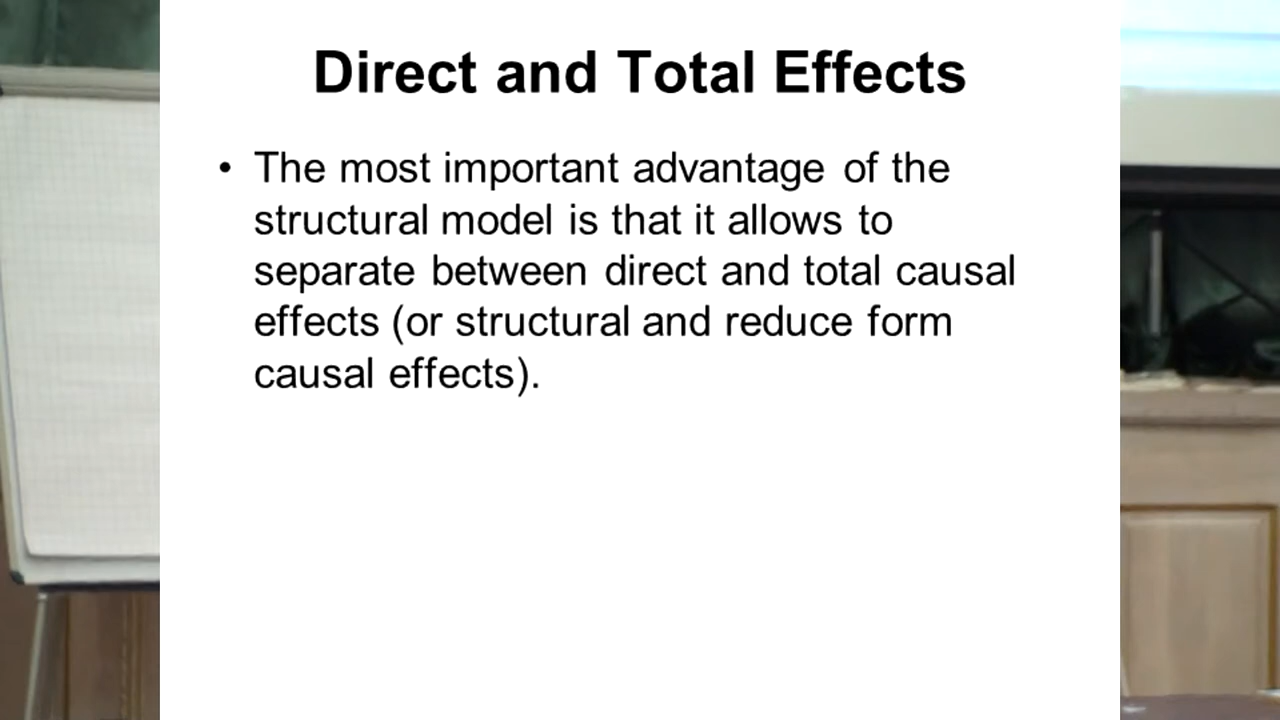 Direct and Total Effects
• The most important advantage of the
structural model is that it allows to
separate between direct and total causal
effects (or structural and reduce form
causal effects).